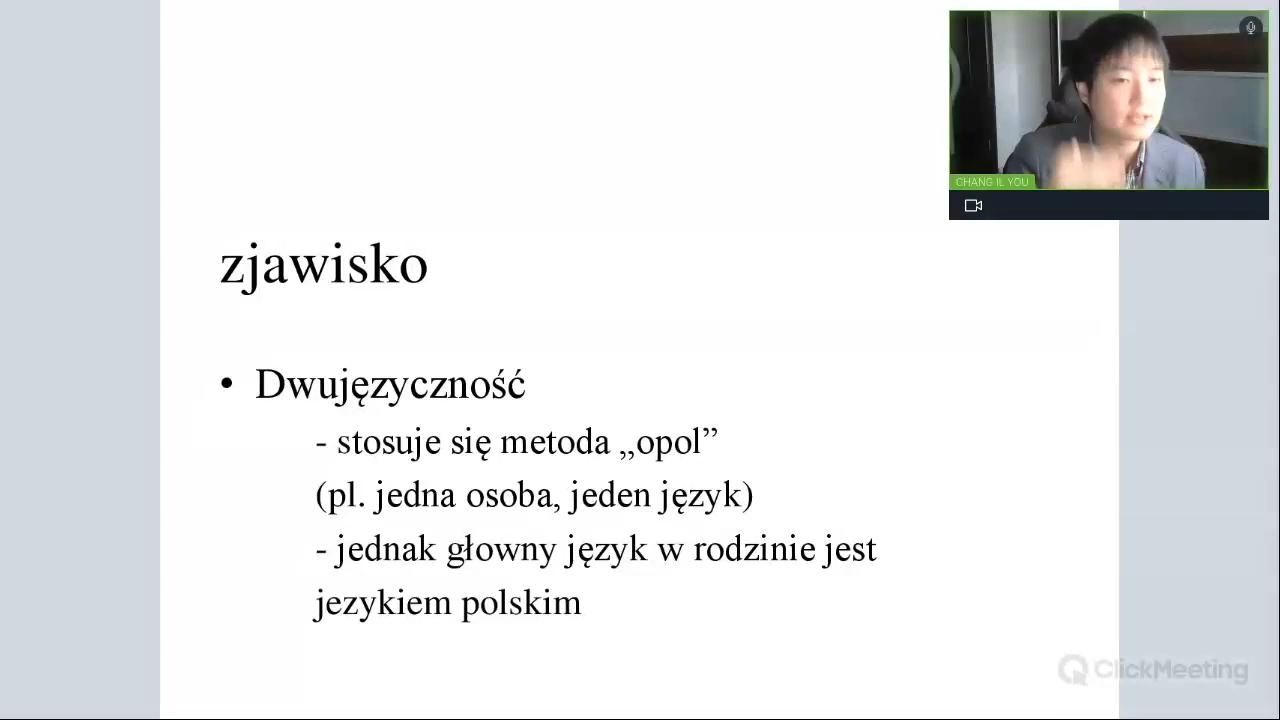 CHANG IL YOU
zjawisko
• Dwujęzyczność
- stosuje się metoda „opol”
(pl. jedna osoba, jeden język)
- jednak głowny język w rodzinie jest
jezykiem polskim
ClickMeeting